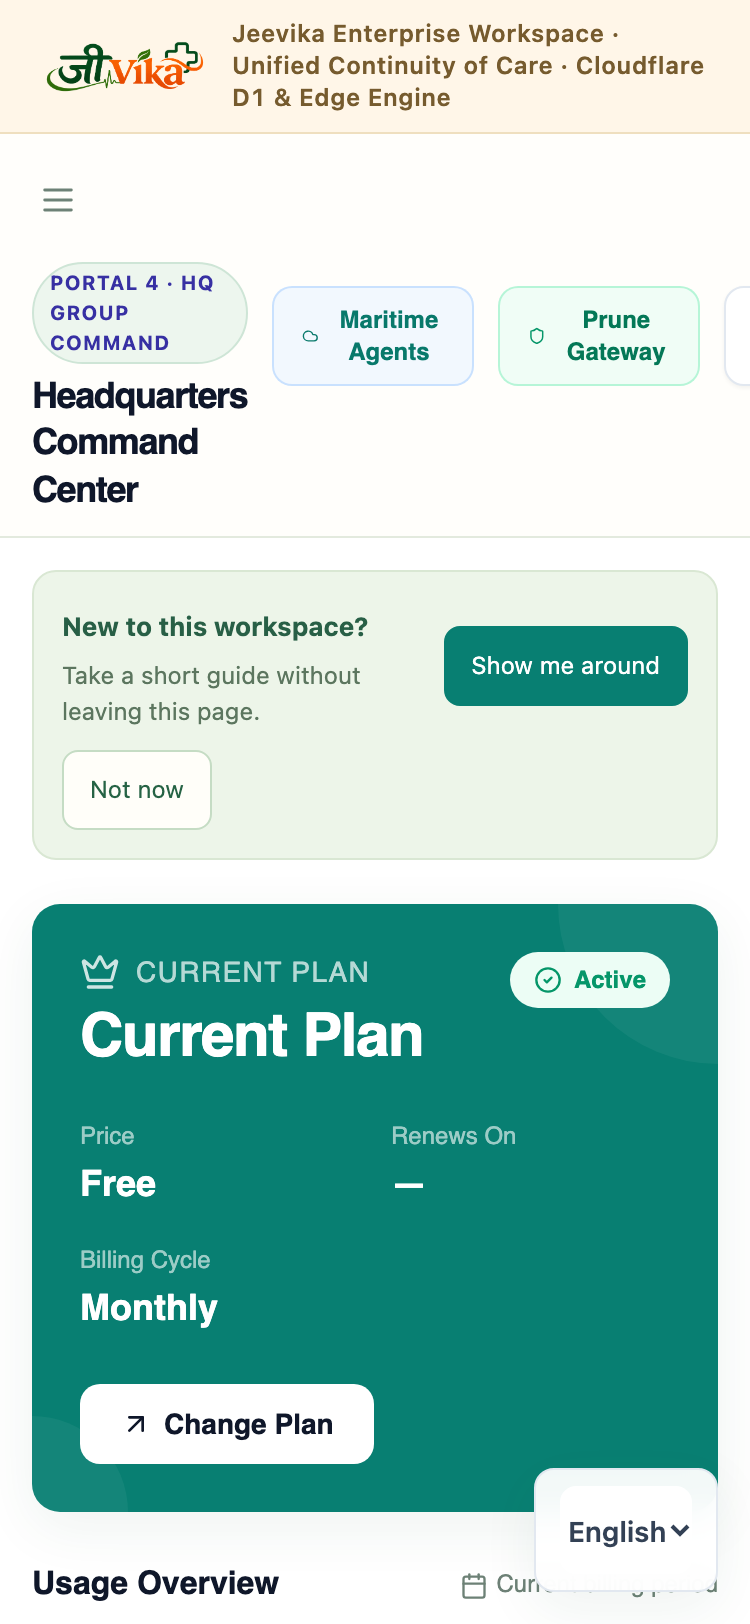 जीvika
Jeevika Enterprise Workspace ·
Unified Continuity of Care · Cloudflare
D1 & Edge Engine
PORTAL 4 · HQ
GROUP
COMMAND
Headquarters
Command
Center
Maritime
Agents
Prune
Gateway
New to this workspace?
Take a short guide without
leaving this page.
Show me around
Not now
CURRENT PLAN
Active
Current Plan
Price
Renews On
Free
—
Billing Cycle
Monthly
Change Plan
English
Usage Overview